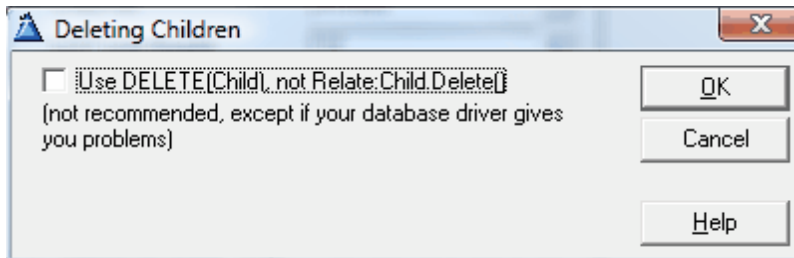 Deleting Children
Use DELETE(Child), not Relate:Child.Delete()
(not recommended, except if your database driver gives
you problems)
OK
Cancel
Help